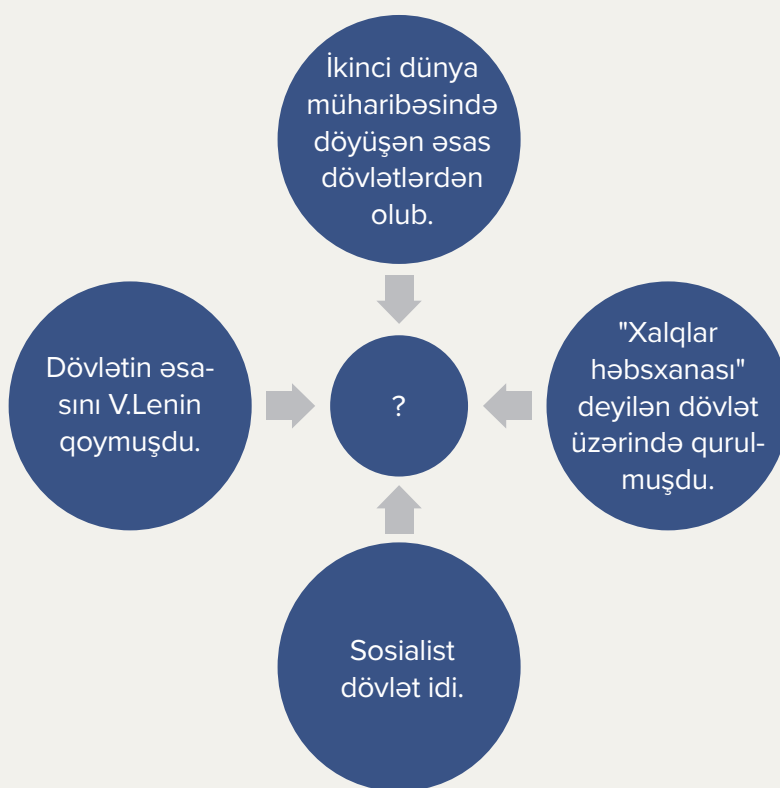 İkinci dünya
müharibəsində
döyüşən əsas
dövlətlərdən
olub.
Dövlətin əsa-
sını V.Lenin
qoymuşdu.
?
"Xalqlar
həbsxanası"
deyilən dövlət
üzərində qurul-
muşdu.
Sosialist
dövlət idi.